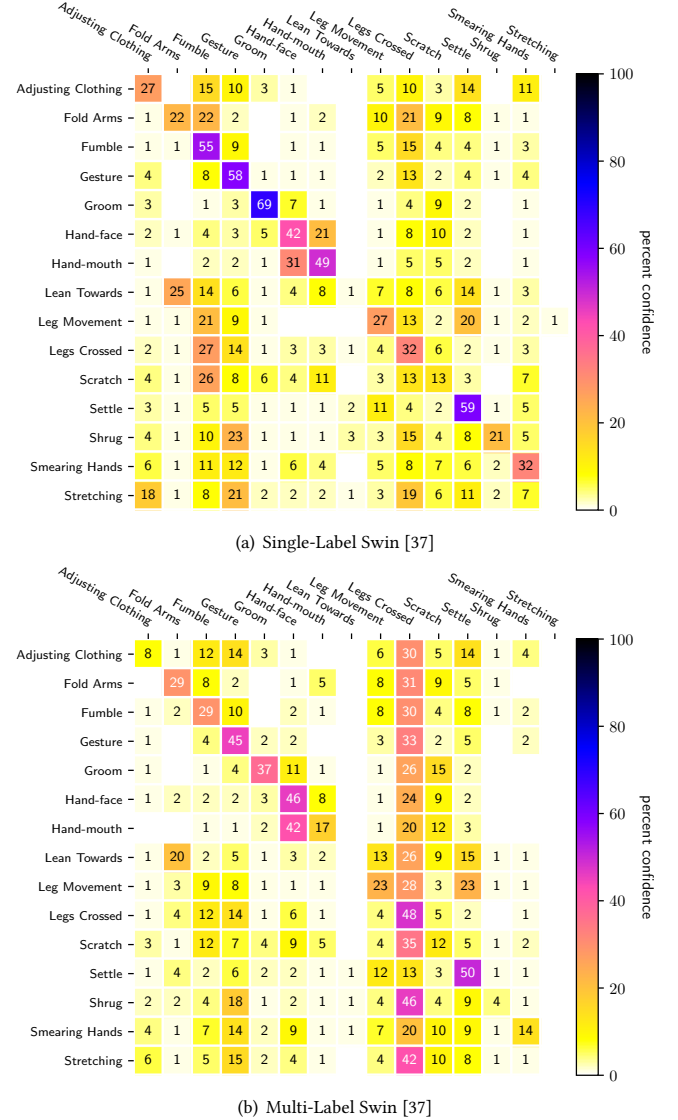 Adjusting Clothing Fold Arms Fumble Gesture Groom Hand-face Hand-mouth Lean Towards Leg Movement Legs Crossed Scratch Settle Shrug Smearing Hands Stretching
Adjusting Clothing 27 15 10 3 1 5 10 3 14 11
Fold Arms 1 22 22 2 1 2 10 21 9 8 1 1
Fumble 1 1 55 9 1 1 5 15 4 4 1 3
Gesture 4 8 58 1 1 1 2 13 2 4 1 4
Groom 3 1 3 69 7 1 1 4 9 2 1
Hand-face 2 1 4 3 5 42 21 1 8 10 2 1
Hand-mouth 1 2 2 1 31 49 1 5 5 2 1
Lean Towards 1 25 14 6 1 4 8 1 7 8 6 14 1 3
Leg Movement 1 1 21 9 1 27 13 2 20 1 2 1
Legs Crossed 2 1 27 14 1 3 3 1 4 32 6 2 1 3
Scratch 4 1 26 8 6 4 11 3 13 13 3 7
Settle 3 1 5 5 1 1 1 2 11 4 2 59 1 5
Shrug 4 1 10 23 1 1 1 3 3 15 4 8 21 5
Smearing Hands 6 1 11 12 1 6 4 5 8 7 6 2 32
Stretching 18 1 8 21 2 2 2 1 3 19 6 11 2 7
100
80
60
40
20
0
percent confidence
(a) Single-Label Swin [37]
Adjusting Clothing Fold Arms Fumble Gesture Groom Hand-face Hand-mouth Lean Towards Leg Movement Legs Crossed Scratch Settle Shrug Smearing Hands Stretching
Adjusting Clothing 8 1 12 14 3 1 6 30 5 14 1 4
Fold Arms 29 8 2 1 5 8 31 9 5 1
Fumble 1 2 29 10 2 1 8 30 4 8 1 2
Gesture 1 4 45 2 2 3 33 2 5 2
Groom 1 1 4 37 11 1 1 26 15 2
Hand-face 1 2 2 2 3 46 8 1 24 9 2
Hand-mouth 1 1 2 42 17 1 20 12 3
Lean Towards 1 20 2 5 1 3 2 13 26 9 15 1 1
Leg Movement 1 3 9 8 1 1 1 23 28 3 23 1 1
Legs Crossed 1 4 12 14 1 6 1 4 48 5 2 1
Scratch 3 1 12 7 4 9 5 4 35 12 5 1 2
Settle 1 4 2 6 2 2 1 1 12 13 3 50 1 1
Shrug 2 2 4 18 1 2 1 1 4 46 4 9 4 1
Smearing Hands 4 1 7 14 2 9 1 1 7 20 10 9 1 14
Stretching 6 1 5 15 2 4 1 4 42 10 8 1 1
100
80
60
40
20
0
percent confidence
(b) Multi-Label Swin [37]